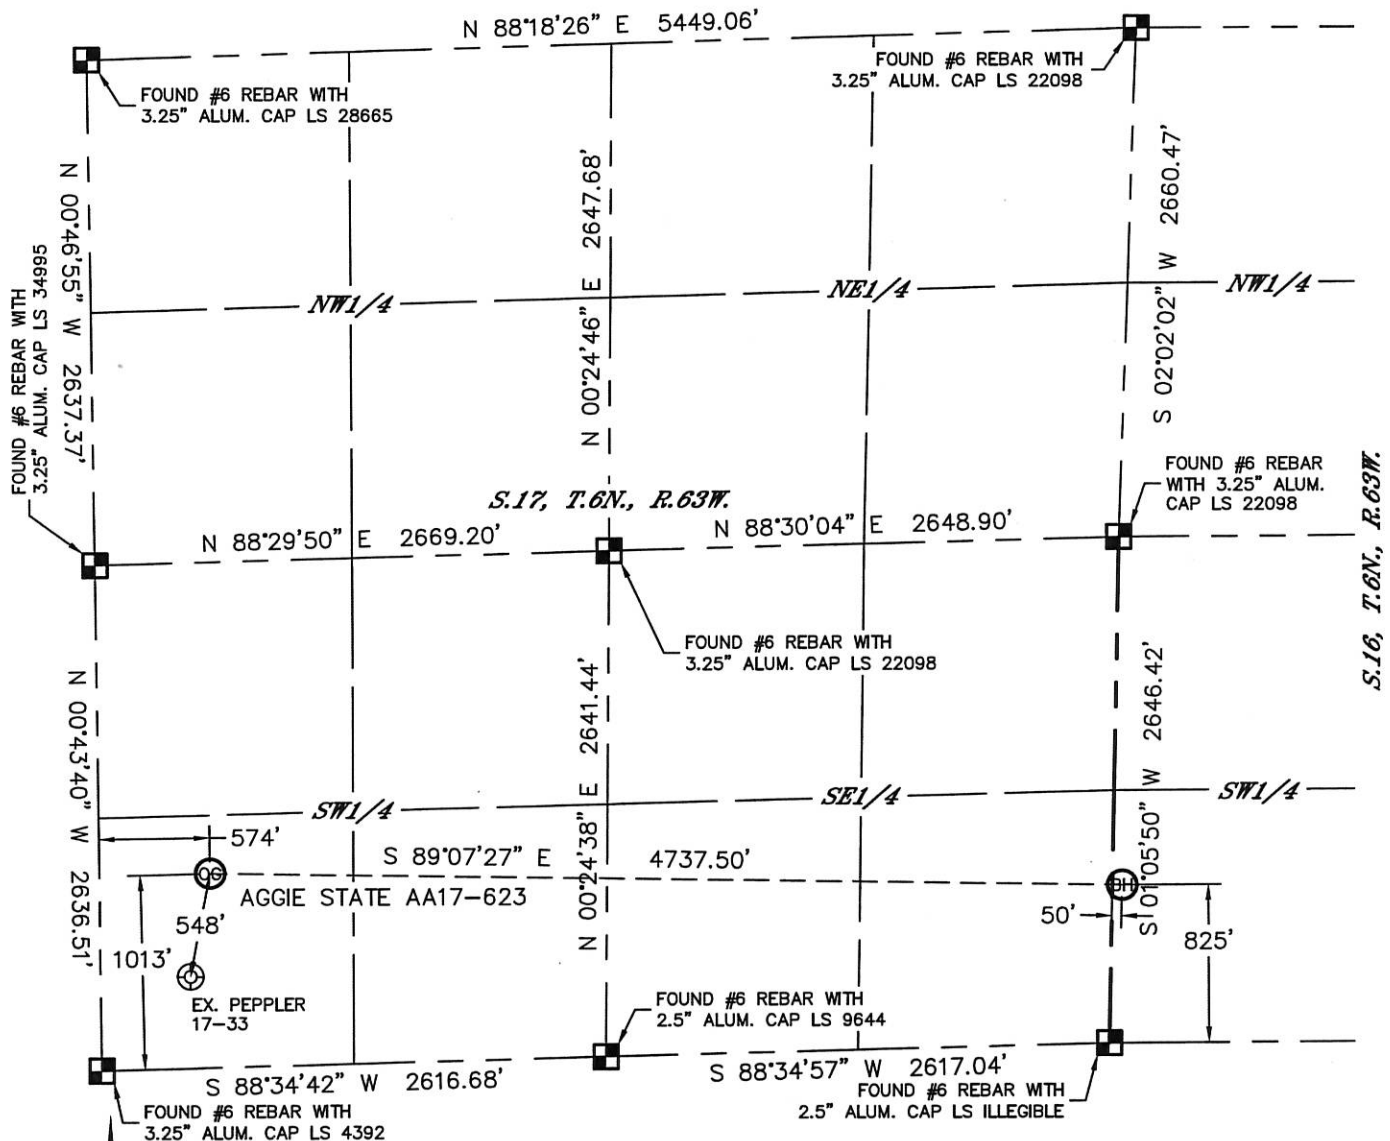 N 88°18'26" E 5449.06'
FOUND #6 REBAR WITH
3.25" ALUM. CAP LS 28665
FOUND #6 REBAR WITH
3.25" ALUM. CAP LS 22098
N 00°46'55" W 2637.37'
N 00°24'46" E 2647.68'
S 02°02'02" W 2660.47'
FOUND #6 REBAR WITH
3.25" ALUM. CAP LS 34995
NW1/4
NE1/4
NW1/4
S.17, T.6N., R.63W.
S.16, T.6N., R.63W.
FOUND #6 REBAR
WITH 3.25" ALUM.
CAP LS 22098
N 88°29'50" E 2669.20'
N 88°30'04" E 2648.90'
FOUND #6 REBAR WITH
3.25" ALUM. CAP LS 22098
N 00°43'40" W 2636.51'
N 00°24'38" E 2641.44'
S 01°05'50" W 2646.42'
SW1/4
SE1/4
SW1/4
574'
S 89°07'27" E 4737.50'
OG
BH
AGGIE STATE AA17-623
548'
50'
825'
1013'
EX. PEPPLER
17-33
FOUND #6 REBAR WITH
2.5" ALUM. CAP LS 9644
S 88°34'42" W 2616.68'
S 88°34'57" W 2617.04'
FOUND #6 REBAR WITH
2.5" ALUM. CAP LS ILLEGIBLE
FOUND #6 REBAR WITH
3.25" ALUM. CAP LS 4392